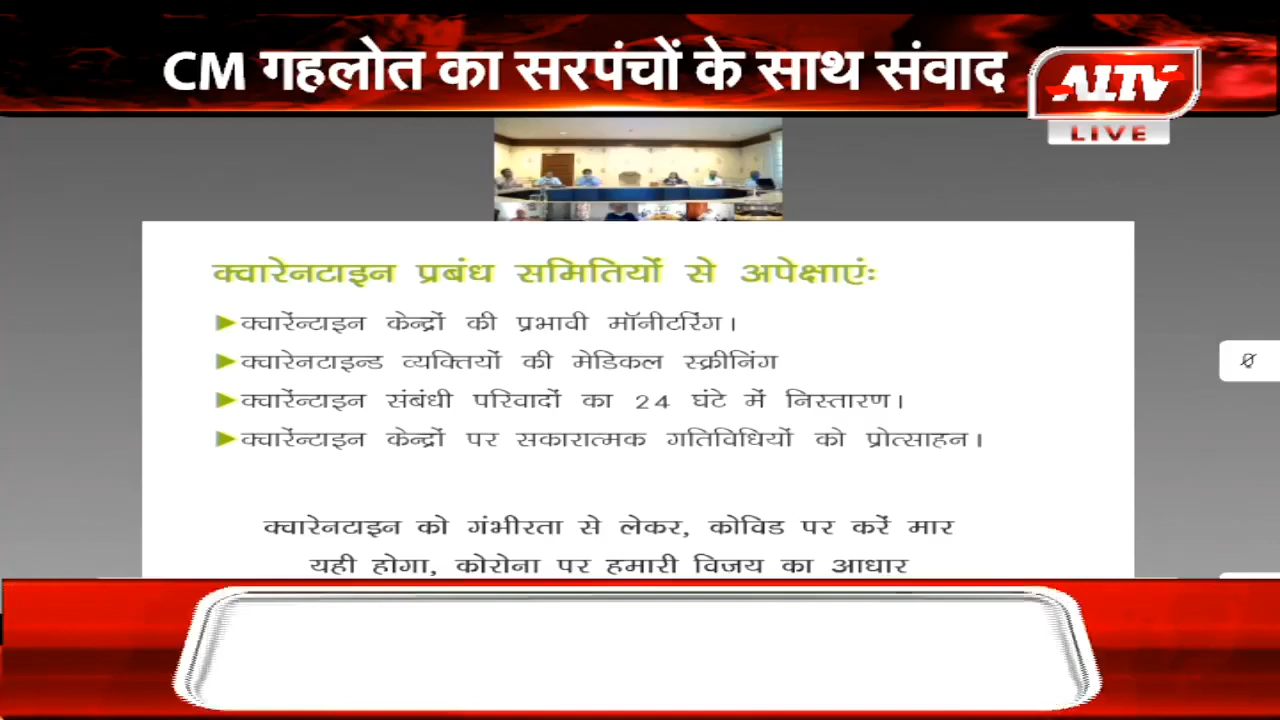 CM गहलोत का सरपंचों के साथ संवाद
ALTV
LIVE
क्वारेनटाइन प्रबंध समितियों से अपेक्षाएं:
क्वारेंन्टाइन केन्द्रों की प्रभावी मॉनीटरिंग।
क्वारेनटाइन्ड व्यक्तियों की मेडिकल स्क्रीनिंग
क्वारेंन्टाइन संबंधी परिवादों का 24 घंटे में निस्तारण।
क्वारेंन्टाइन केन्द्रों पर सकारात्मक गतिविधियों को प्रोत्साहन।
क्वारेनटाइन को गंभीरता से लेकर, कोविड पर करें मार
यही होगा, कोरोना पर हमारी विजय का आधार